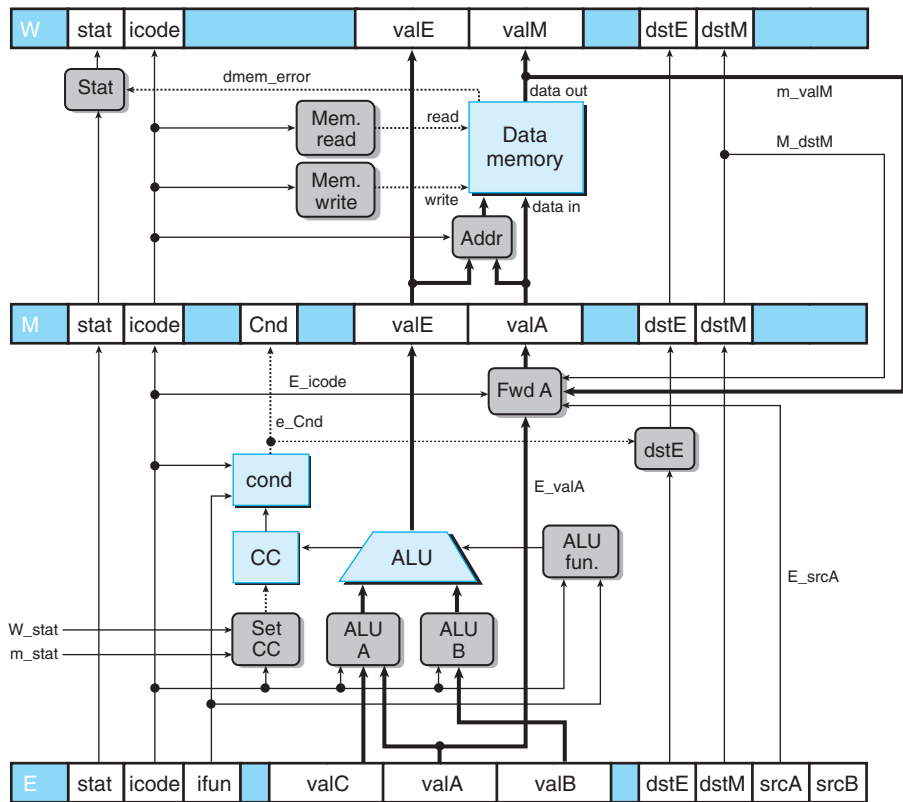 W stat icode valE valM dstE dstM
Stat
dmem_error
data out
m_valM
Mem.
read
read
Data
memory
M_dstM
Mem.
write
write
data in
Addr
M stat icode Cnd valE valA dstE dstM
E_icode
Fwd A
e_Cnd
dstE
cond
E_valA
CC
ALU
ALU
fun.
E_srcA
W_stat
m_stat
Set
CC
ALU
A
ALU
B
E stat icode ifun valC valA valB dstE dstM srcA srcB